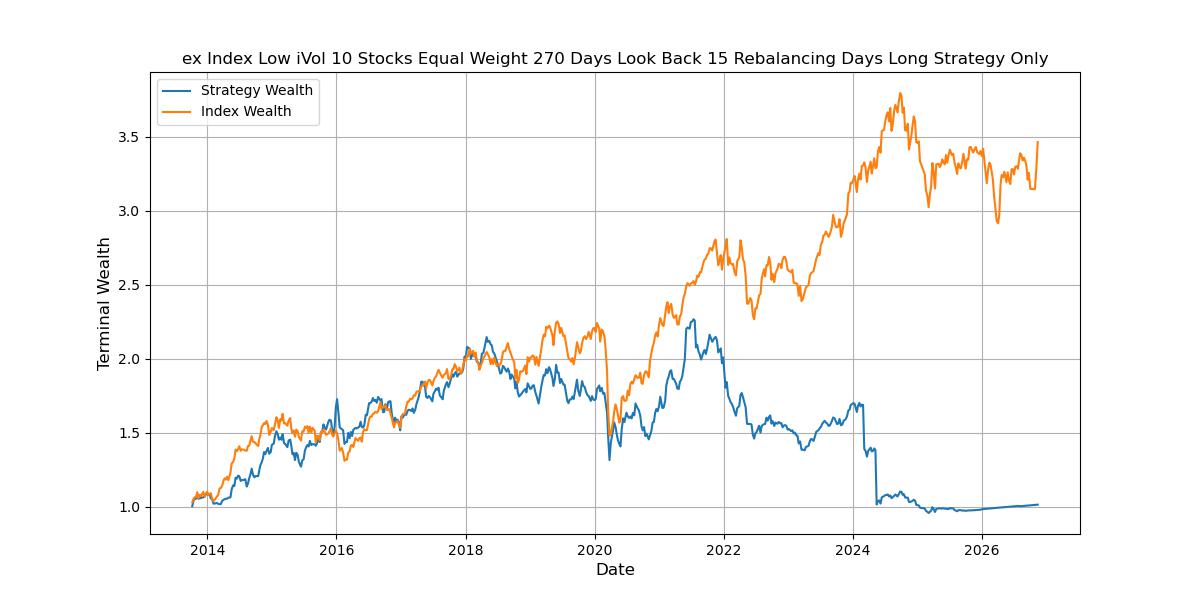 ex Index Low iVol 10 Stocks Equal Weight 270 Days Look Back 15 Rebalancing Days Long Strategy Only
Strategy Wealth
Index Wealth
Terminal Wealth
3.5
3.0
2.5
2.0
1.5
1.0
2014
2016
2018
2020
2022
2024
2026
Date